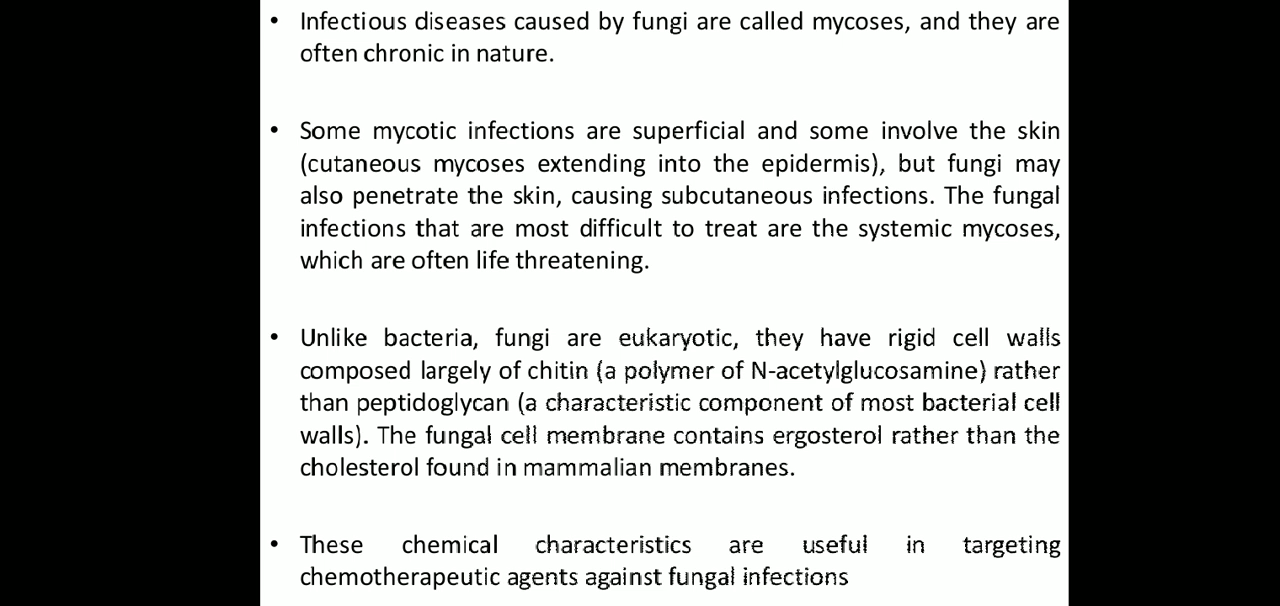 • Infectious diseases caused by fungi are called mycoses, and they are
often chronic in nature.
• Some mycotic infections are superficial and some involve the skin
(cutaneous mycoses extending into the epidermis), but fungi may
also penetrate the skin, causing subcutaneous infections. The fungal
infections that are most difficult to treat are the systemic mycoses,
which are often life threatening.
• Unlike bacteria, fungi are eukaryotic, they have rigid cell walls
composed largely of chitin (a polymer of N-acetylglucosamine) rather
than peptidoglycan (a characteristic component of most bacterial cell
walls). The fungal cell membrane contains ergosterol rather than the
cholesterol found in mammalian membranes.
• These chemical characteristics are useful in targeting
chemotherapeutic agents against fungal infections